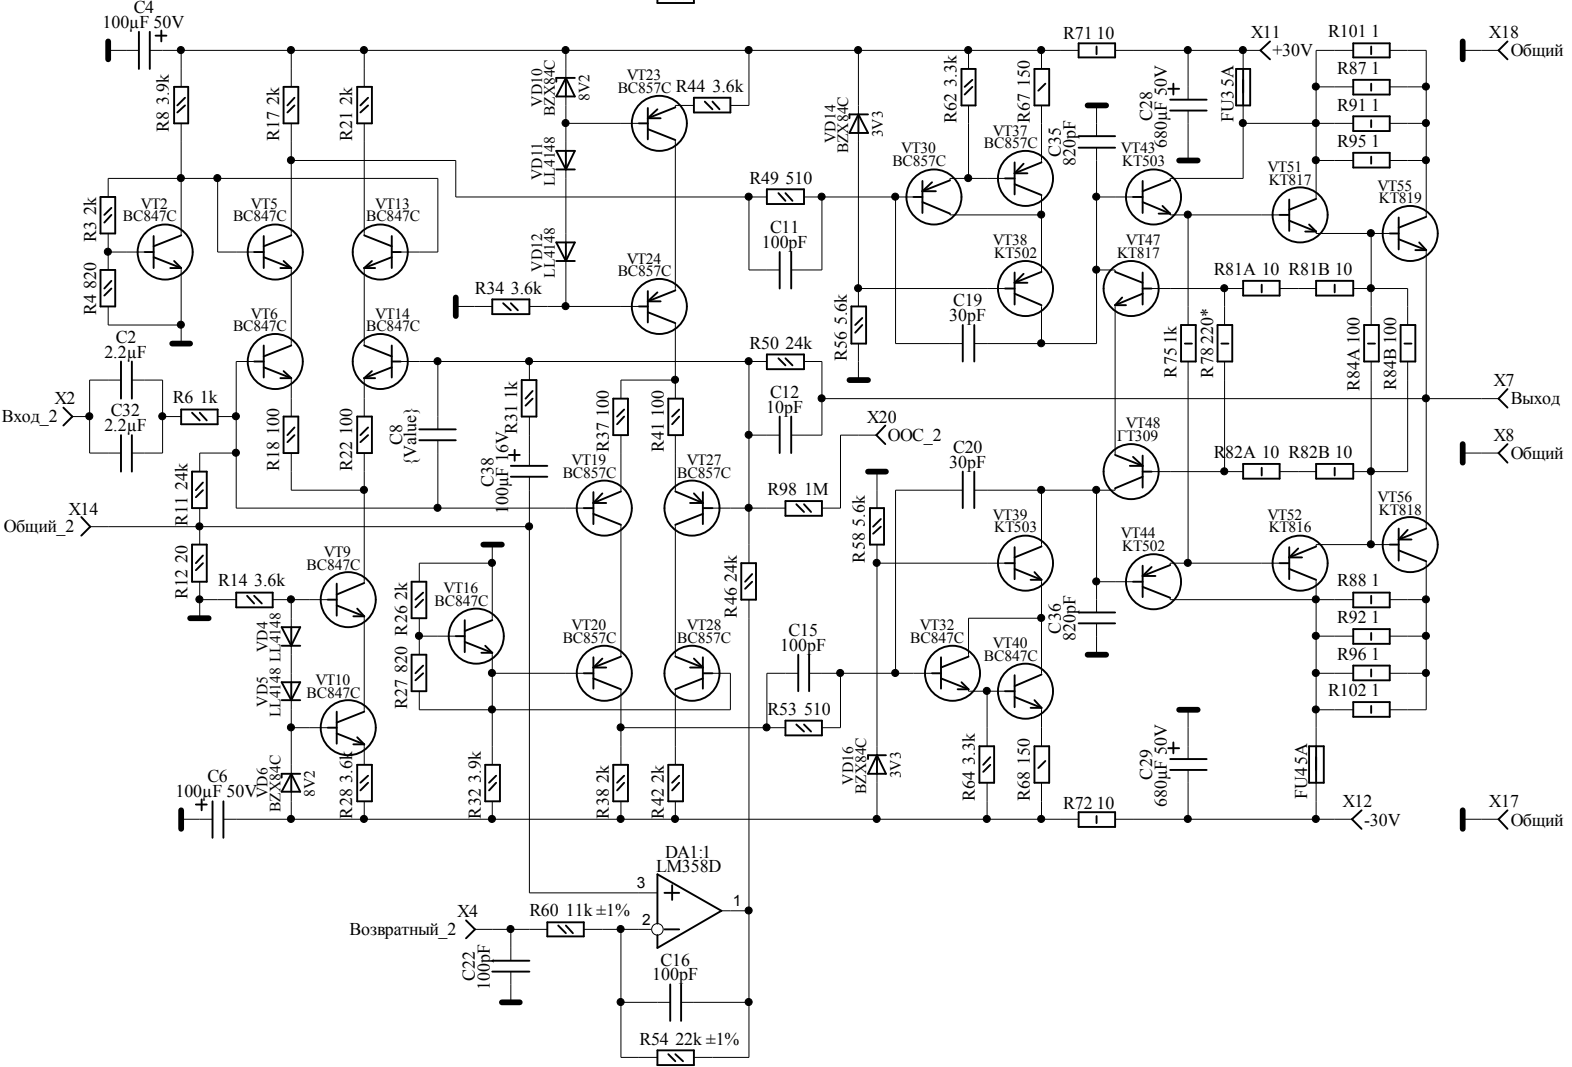 C4
100µF 50V
R8 3.9k
R17 2k
R21 2k
VD10
BZX84C
8V2
VT23
BC857C
R44 3.6k
VD11
LL4148
VD14
BZX84C
3V3
R62 3.3k
R67 150
R71 10
X11
+30V
C28
680µF 50V
FU3 5A
R101 1
R87 1
R91 1
R95 1
X18
Общий
R3 2k
VT2
BC847C
VT5
BC847C
VT13
BC847C
R4 820
VD12
LL4148
VT24
BC857C
R34 3.6k
R49 510
C11
100pF
VT30
BC857C
VT37
BC857C
C35
820pF
VT43
KT503
VT51
KT817
VT55
KT819
VT38
KT502
VT47
KT817
R81A 10
R81B 10
C2
2.2µF
VT6
BC847C
VT14
BC847C
R50 24k
R56 5.6k
C19
30pF
R75 1k
R78 220*
R84A 100
R84B 100
X2
Вход_2
C32
2.2µF
R6 1k
R18 100
R22 100
C8
{Value}
R31 1k
C38
100µF 16V
R37 100
R41 100
C12
10pF
X20
ООС_2
X7
Выход
X8
Общий
R11 24k
VT19
BC857C
VT27
BC857C
R98 1M
C20
30pF
VT48
ГТ309
R82A 10
R82B 10
X14
Общий_2
R12 20
R14 3.6k
VT9
BC847C
R58 5.6k
VT39
KT503
VT44
KT502
VT52
KT816
VT56
KT818
VD4
LL4148
VD5
LL4148
VT10
BC847C
R26 2k
VT16
BC847C
R27 820
VT20
BC857C
VT28
BC857C
R46 24k
C15
100pF
R53 510
VT32
BC847C
VT40
BC847C
C36
820pF
R88 1
R92 1
R96 1
R102 1
C6
100µF 50V
VD6
BZX84C
8V2
R28 3.6k
R32 3.9k
R38 2k
R42 2k
VD16
BZX84C
3V3
R64 3.3k
R68 150
R72 10
C29
680µF 50V
FU4 5A
X12
-30V
X17
Общий
DA1:1
LM358D
3
2
1
X4
Возвратный_2
R60 11k ±1%
C22
100pF
C16
100pF
R54 22k ±1%